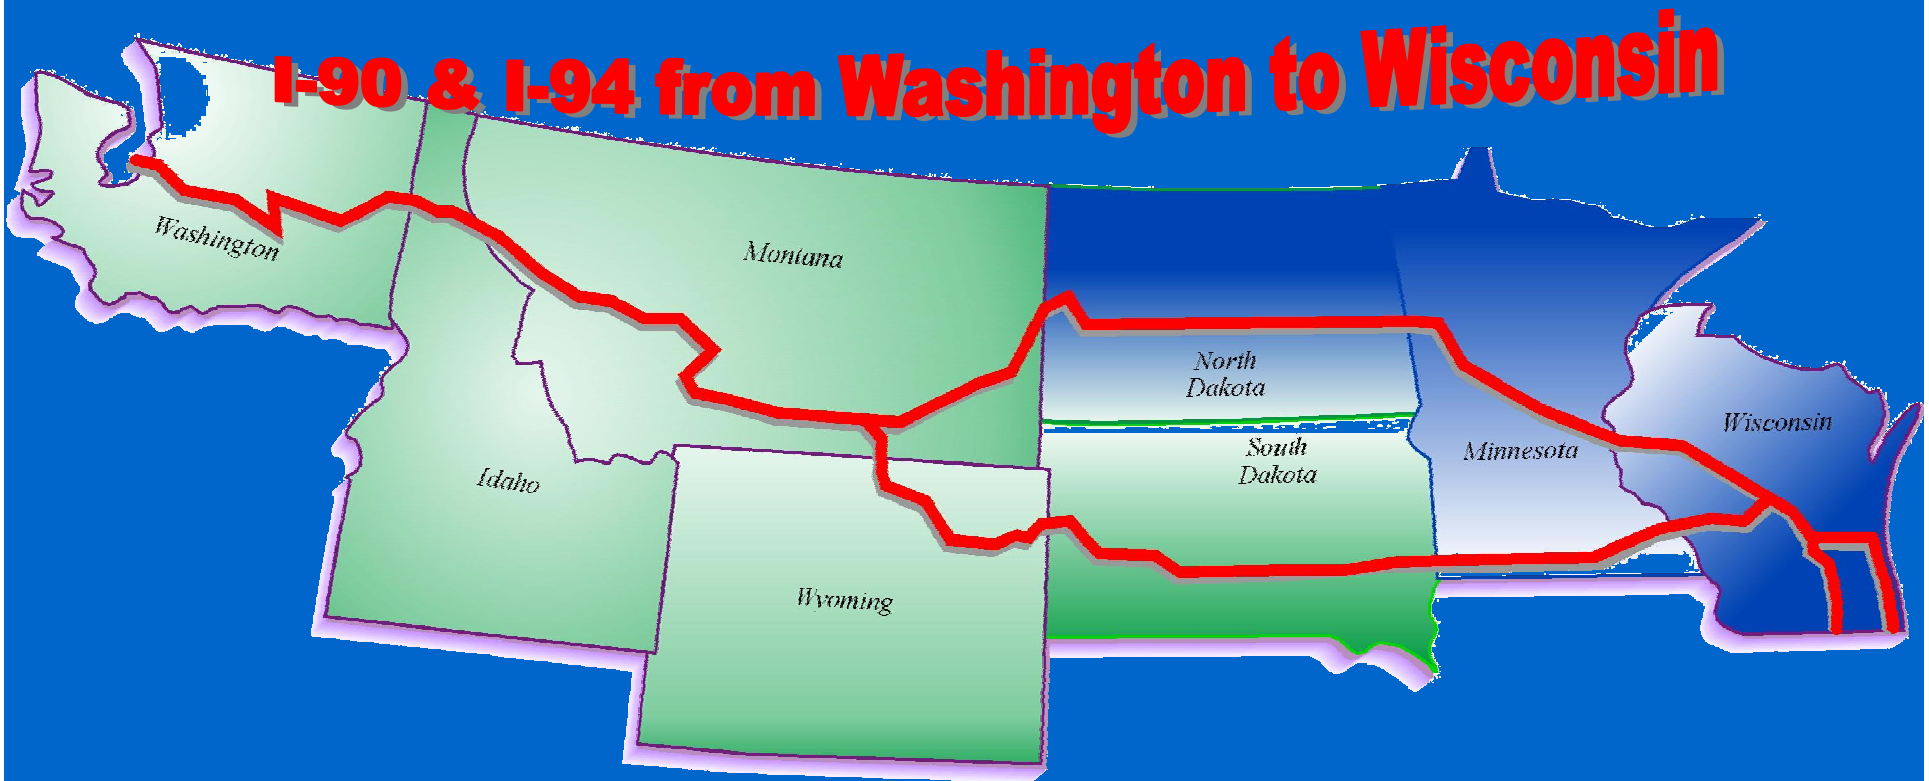 I-90 & I-94 from Washington to Wisconsin
Washington
Montana
North
Dakota
South
Dakota
Minnesota
Wisconsin
Idaho
Wyoming